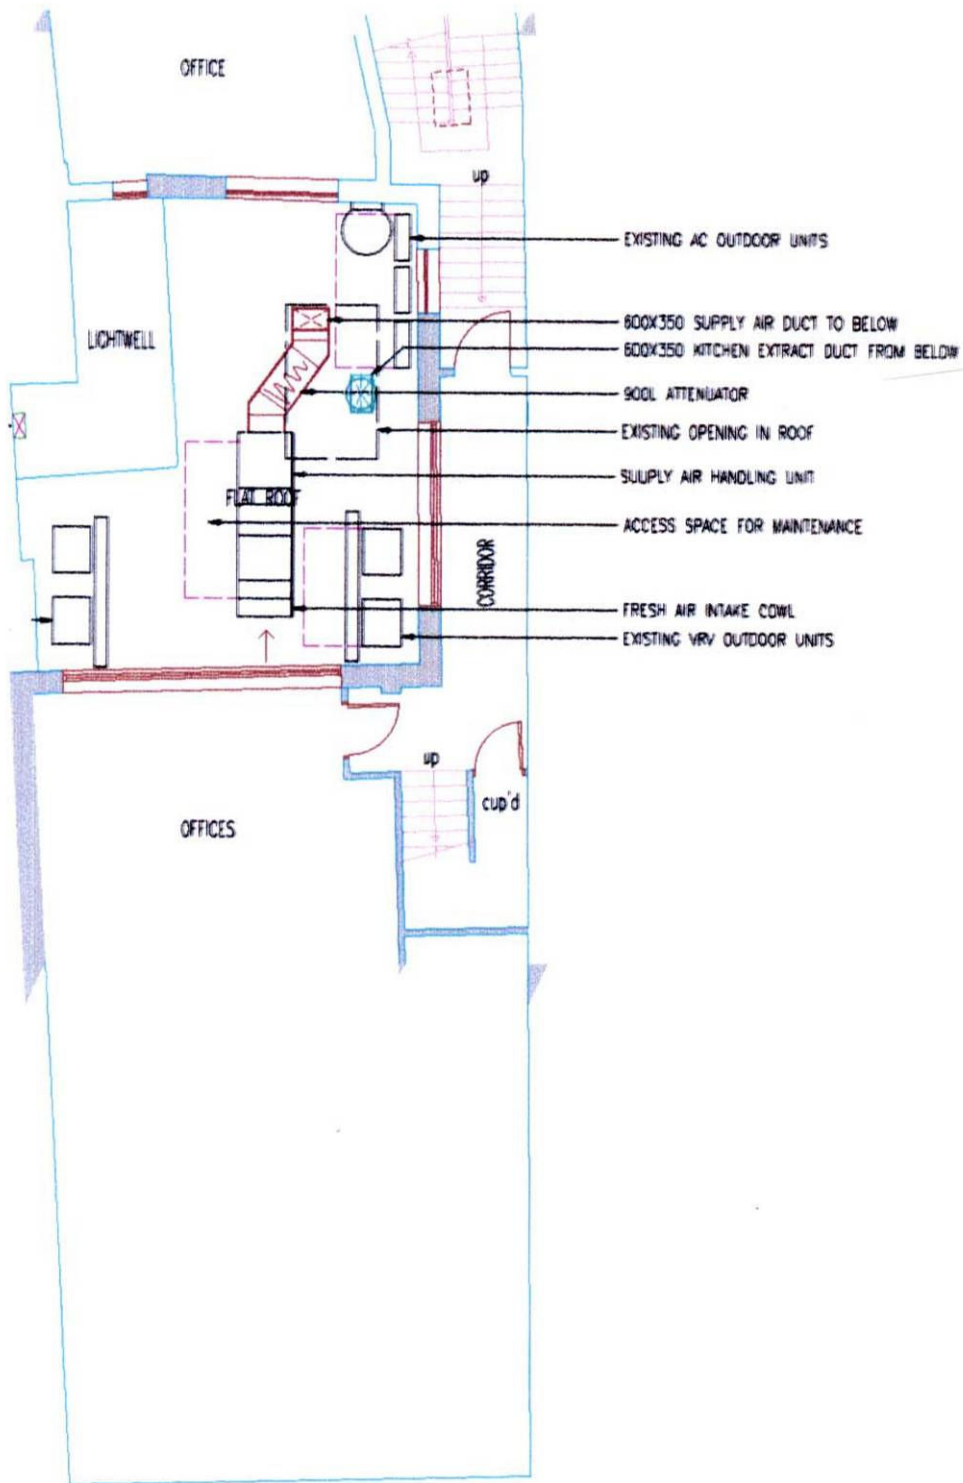 OFFICE
up
EXISTING AC OUTDOOR UNITS
600X350 SUPPLY AIR DUCT TO BELOW
LIGHTWELL
600X350 KITCHEN EXTRACT DUCT FROM BELOW
900L ATTENUATOR
EXISTING OPENING IN ROOF
SUUPLY AIR HANDLING UNIT
FLAT ROOF
ACCESS SPACE FOR MAINTENANCE
CORRIDOR
FRESH AIR INTAKE COWL
EXISTING VRV OUTDOOR UNITS
up
cup'd
OFFICES